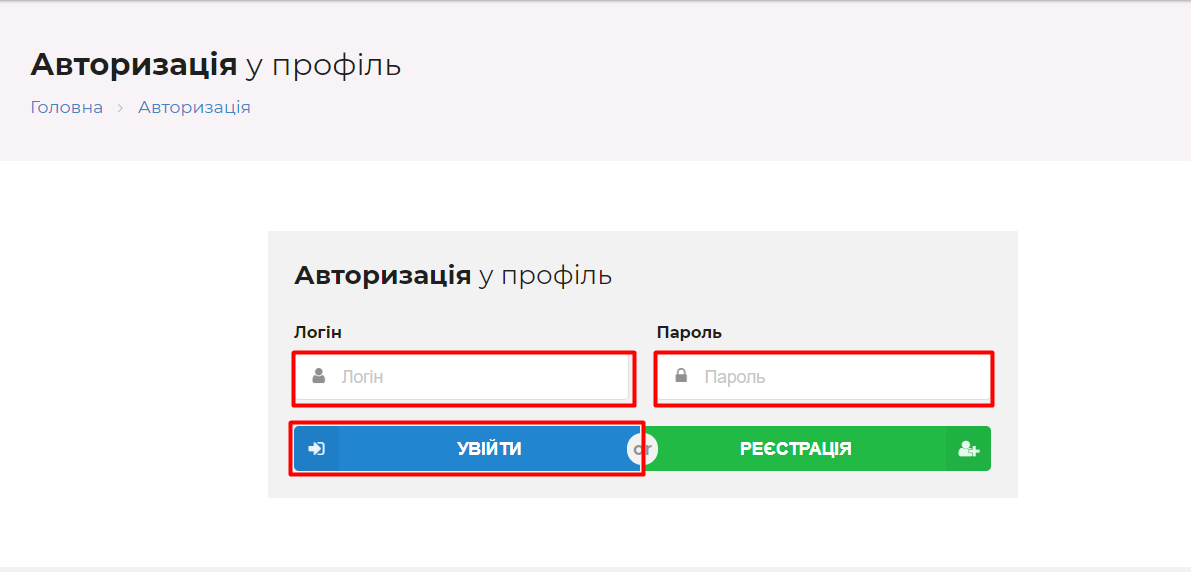 Авторизація у профіль
Головна > Авторизація
Авторизація у профіль
Логін Пароль
Логін Пароль
УВІЙТИ or РЕЄСТРАЦІЯ